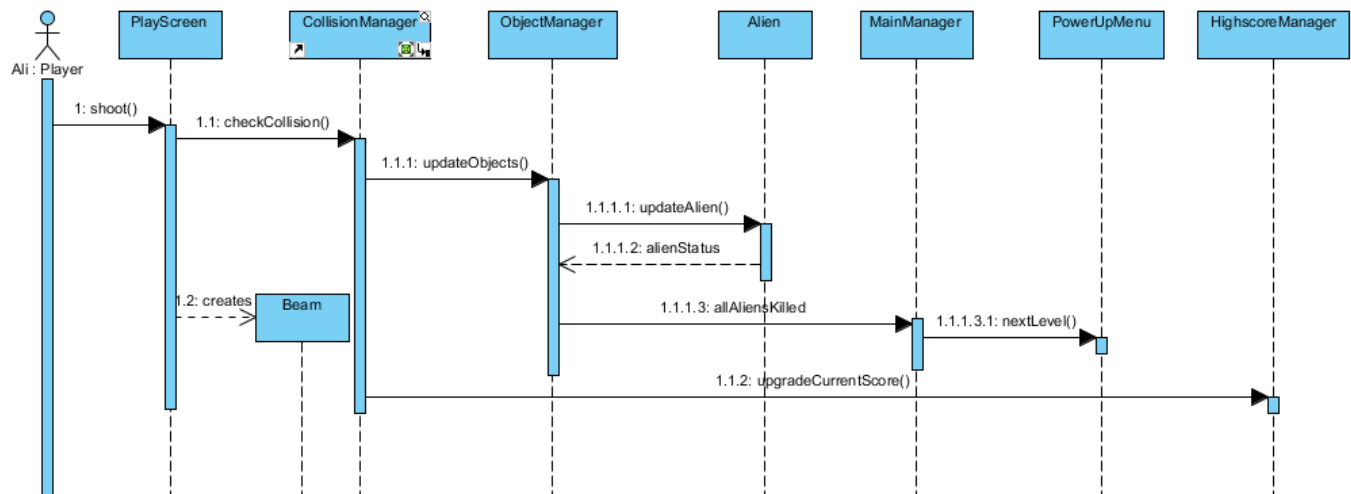 PlayScreen
CollisionManager
ObjectManager
Alien
MainManager
PowerUpMenu
HighscoreManager
Ali : Player
1: shoot()
1.1: checkCollision()
1.1.1: updateObjects()
1.1.1.1: updateAlien()
1.1.1.2: alienStatus
1.2: creates
Beam
1.1.1.3: allAliensKilled
1.1.1.3.1: nextLevel()
1.1.2: upgradeCurrentScore()